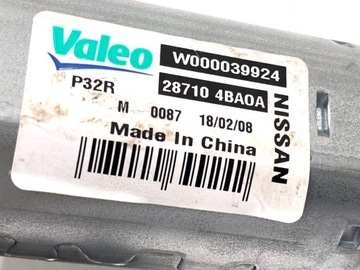 Valeo
W000039924
P32R
28710 4BA0A
M 0087 18/02/08
Made In China
NISSAN